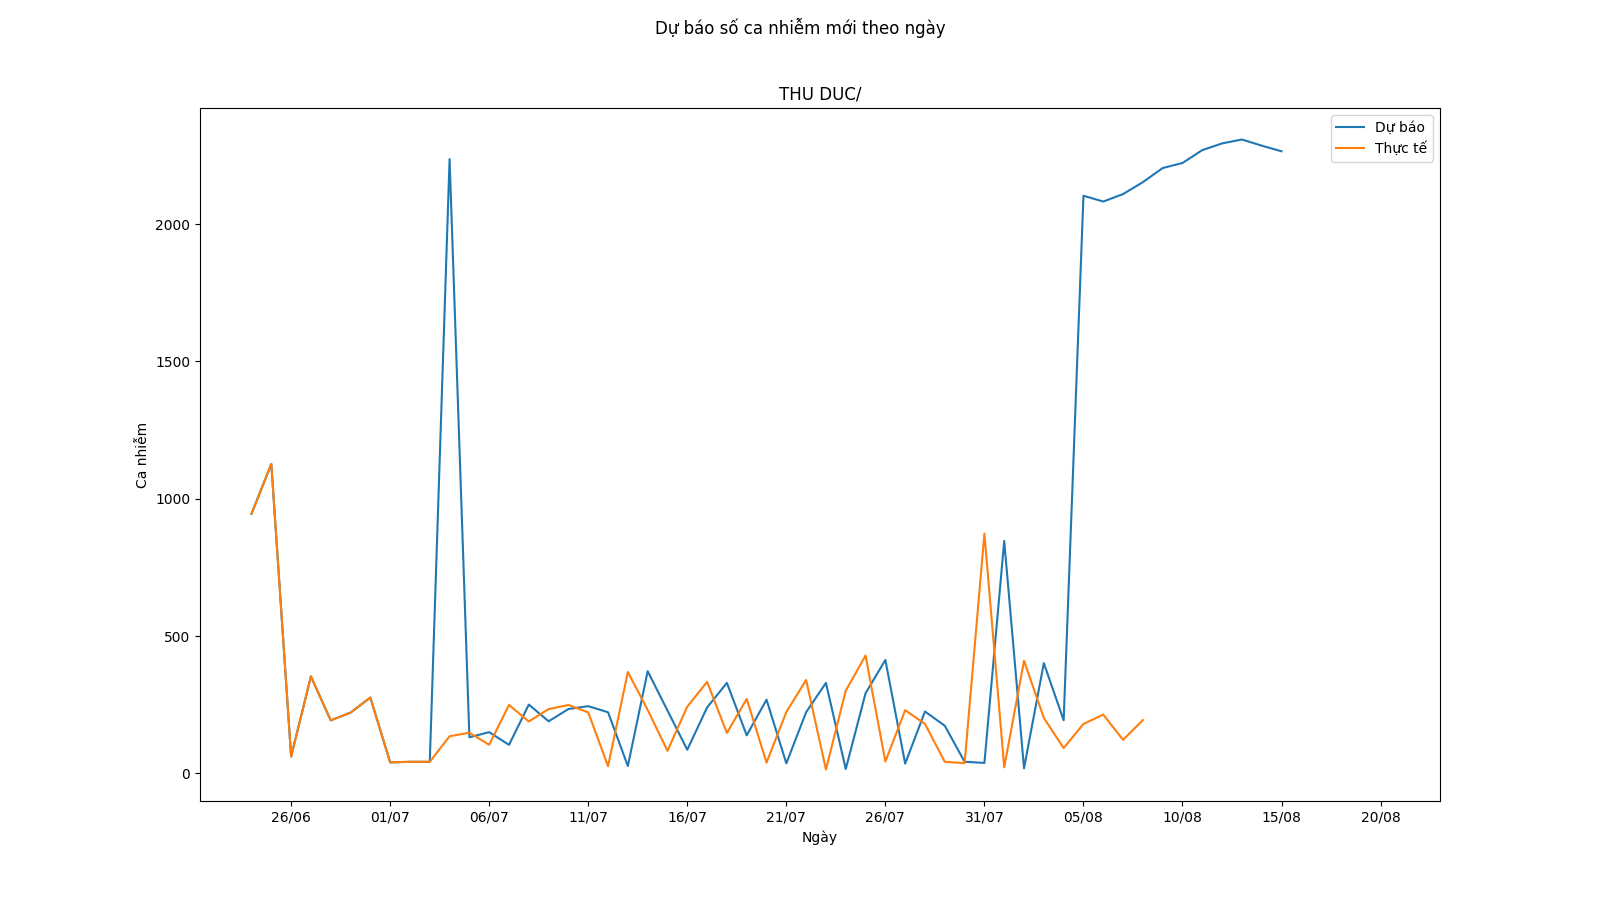 Dự báo số ca nhiễm mới theo ngày
THU DUC/
Dự báo
Thực tế
2000
1500
1000
500
0
Ca nhiễm
26/06 01/07 06/07 11/07 16/07 21/07 26/07 31/07 05/08 10/08 15/08 20/08
Ngày